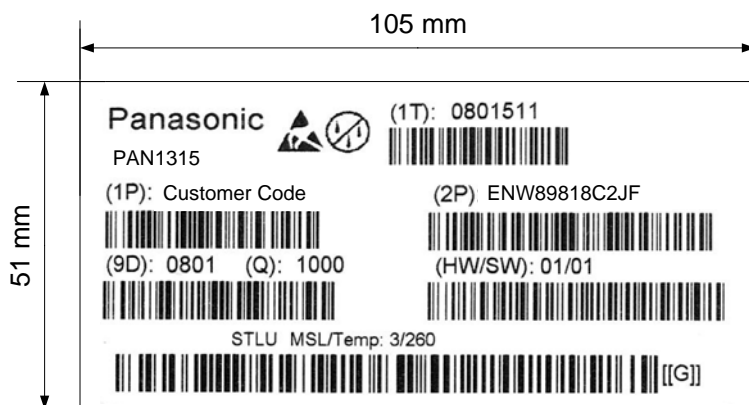 105 mm
51 mm
Panasonic
PAN1315
(1T): 0801511
(1P): Customer Code
(2P) ENW89818C2JF
(9D): 0801 (Q): 1000
(HW/SW): 01/01
STLU MSL/Temp: 3/260
[[G]]